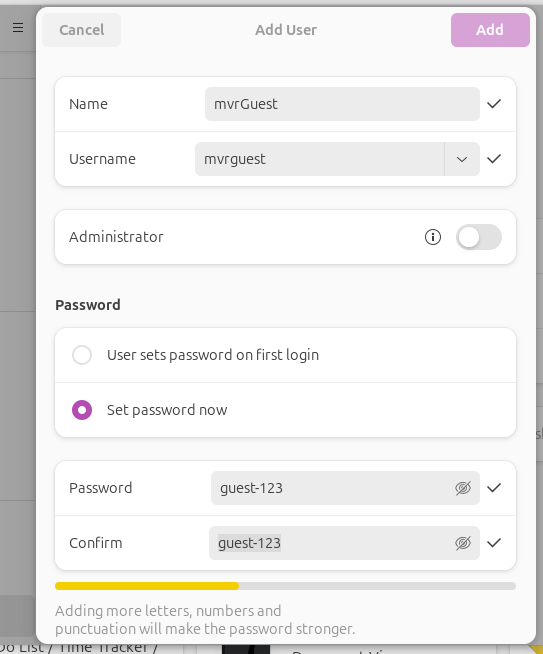 Cancel
Add User
Add
Name
mvrGuest
Username
mvrguest
Administrator
Password
User sets password on first login
Set password now
Password
guest-123
Confirm
guest-123
Adding more letters, numbers and
punctuation will make the password stronger.
Do List / Time Tracker /